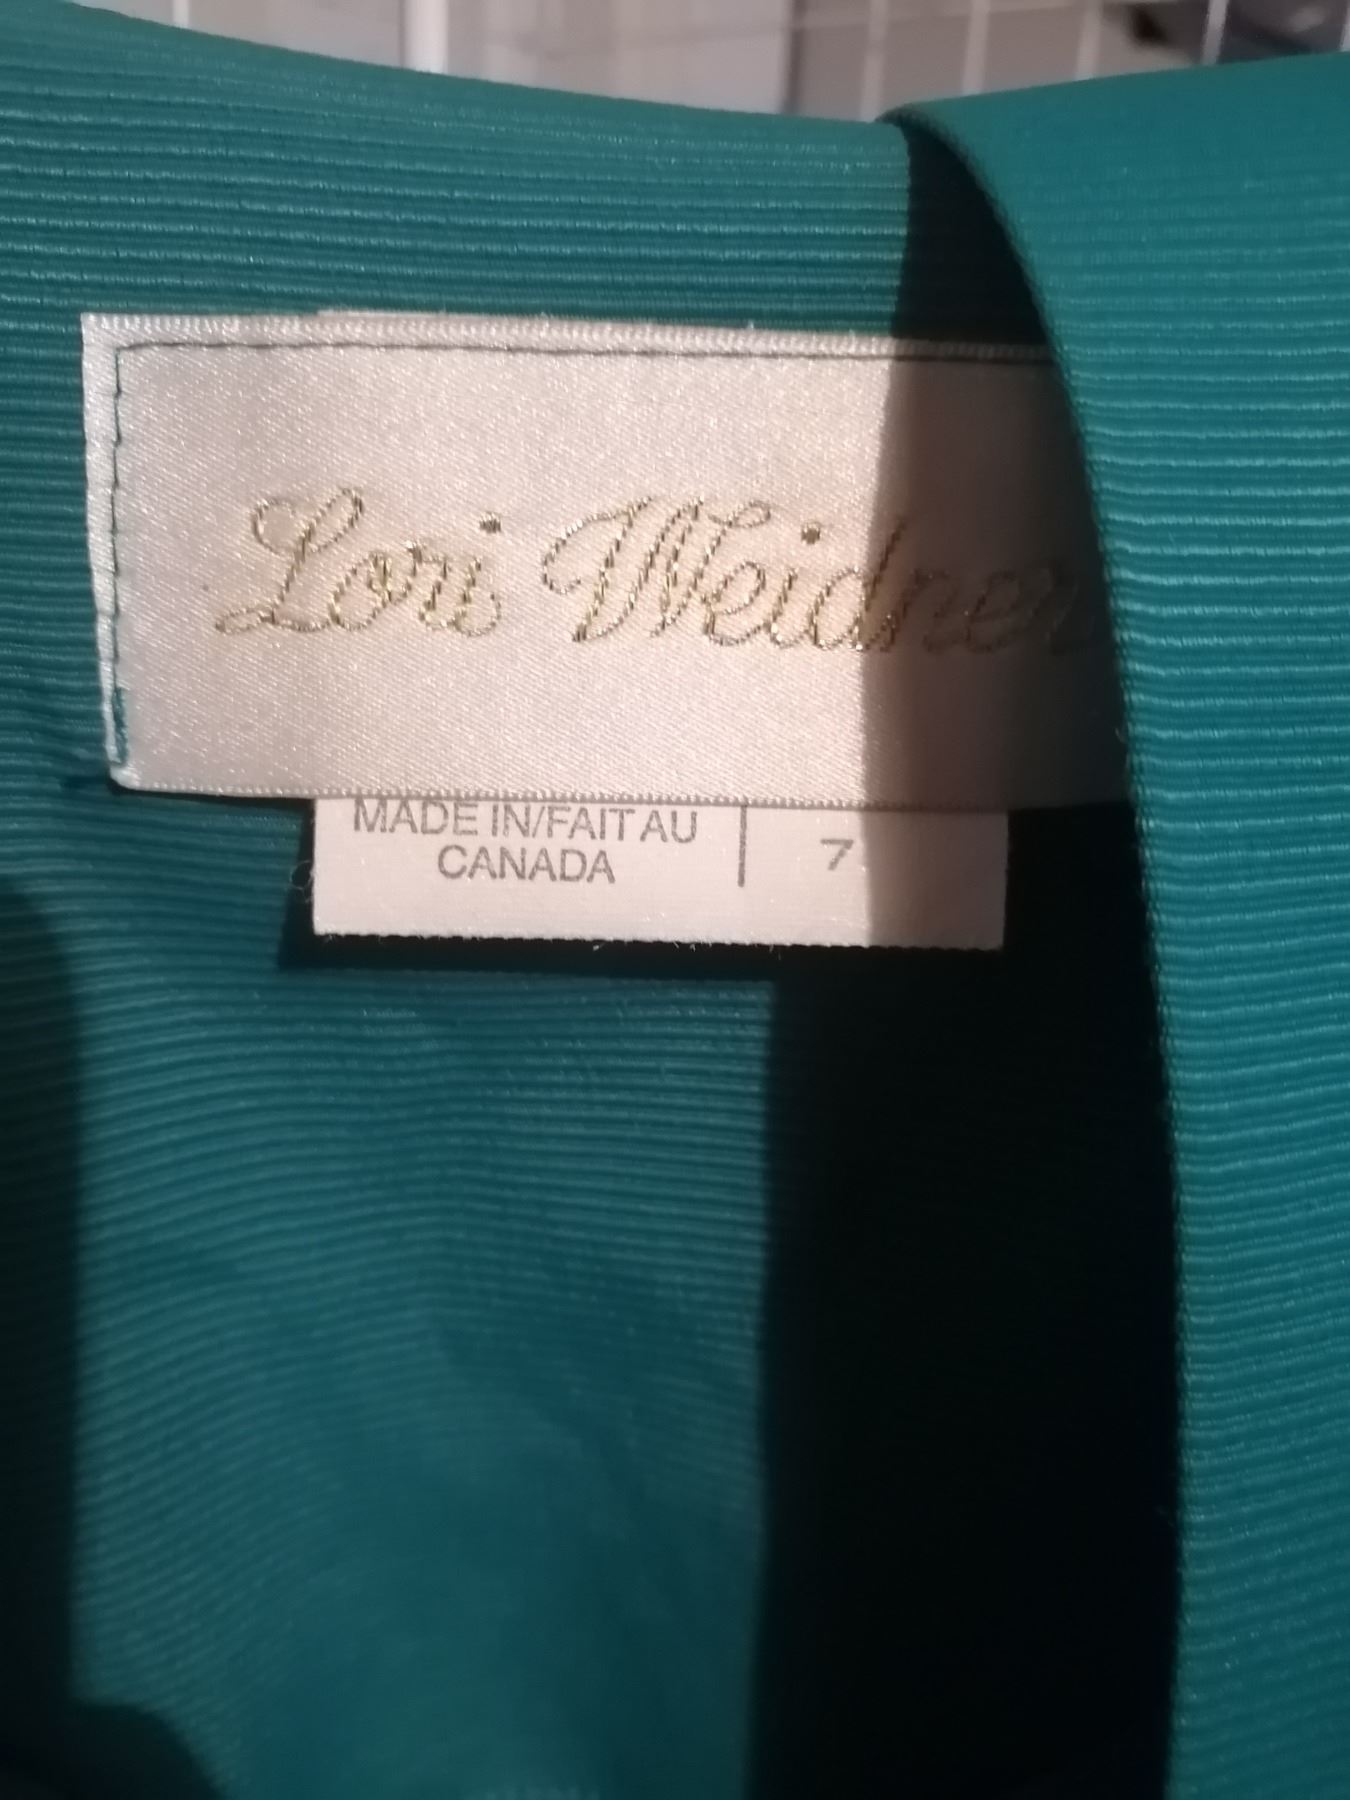 Lori Weidner
MADE IN/FAIT AU
CANADA
7